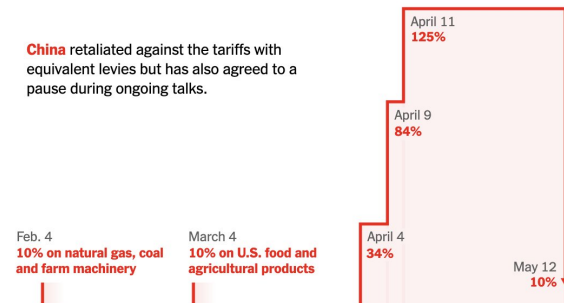 April 11
125%
China retaliated against the tariffs with
equivalent levies but has also agreed to a
pause during ongoing talks.
April 9
84%
Feb. 4
10% on natural gas, coal
and farm machinery
March 4
10% on U.S. food and
agricultural products
April 4
34%
May 12
10%